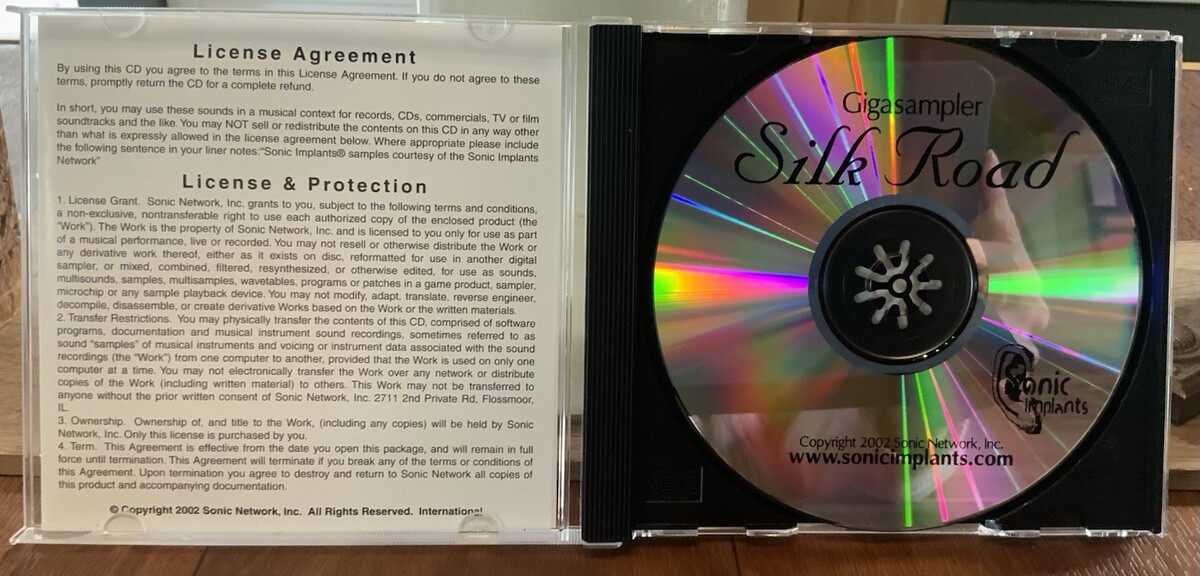 License Agreement
By using this CD you agree to the terms in this License Agreement. If you do not agree to these
terms, promptly return the CD for a complete refund.
In short, you may use these sounds in a musical context for records, CDs, commercials, TV or film
soundtracks and the like. You may NOT sell or redistribute the contents on this CD in any way other
than what is expressly allowed in the license agreement below. Where appropriate please include
the following sentence in your liner notes:"Sonic Implants® samples courtesy of the Sonic Implants
Network"
License & Protection
1. License Grant. Sonic Network, Inc. grants to you, subject to the following terms and conditions,
a non-exclusive, nontransferable right to use each authorized copy of the enclosed product (the
"Work"). The Work is the property of Sonic Network, Inc. and is licensed to you only for use as part
of a musical performance, live or recorded. You may not resell or otherwise distribute the Work or
any derivative work thereof, either as it exists on disc, reformatted for use in another digital
sampler, or mixed, combined, filtered, resynthesized, or otherwise edited, for use as sounds,
multisounds, samples, multisamples, wavetables, programs or patches in a game product, sampler,
microchip or any sample playback device. You may not modify, adapt, translate, reverse engineer,
decompile, disassemble, or create derivative Works based on the Work or the written materials.
2. Transfer Restrictions. You may physically transfer the contents of this CD, comprised of software
programs, documentation and musical instrument sound recordings, sometimes referred to as
sound "samples" of musical instruments and voicing or instrument data associated with the sound
recordings (the "Work") from one computer to another, provided that the Work is used on only one
computer at a time. You may not electronically transfer the Work over any network or distribute
copies of the Work (including written material) to others. This Work may not be transferred to
anyone without the prior written consent of Sonic Network, Inc. 2711 2nd Private Rd, Flossmoor,
IL.
3. Ownership. Ownership of, and title to the Work, (including any copies) will be held by Sonic
Network, Inc. Only this license is purchased by you.
4. Term. This Agreement is effective from the date you open this package, and will remain in full
force until termination. This Agreement will terminate if you break any of the terms or conditions of
this Agreement. Upon termination you agree to destroy and return to Sonic Network all copies of
this product and accompanying documentation.
© Copyright 2002 Sonic Network, Inc. All Rights Reserved. International
Gigasampler
Silk Road
Sonic
Implants
Copyright 2002 Sonic Network, Inc.
www.sonicimplants.com